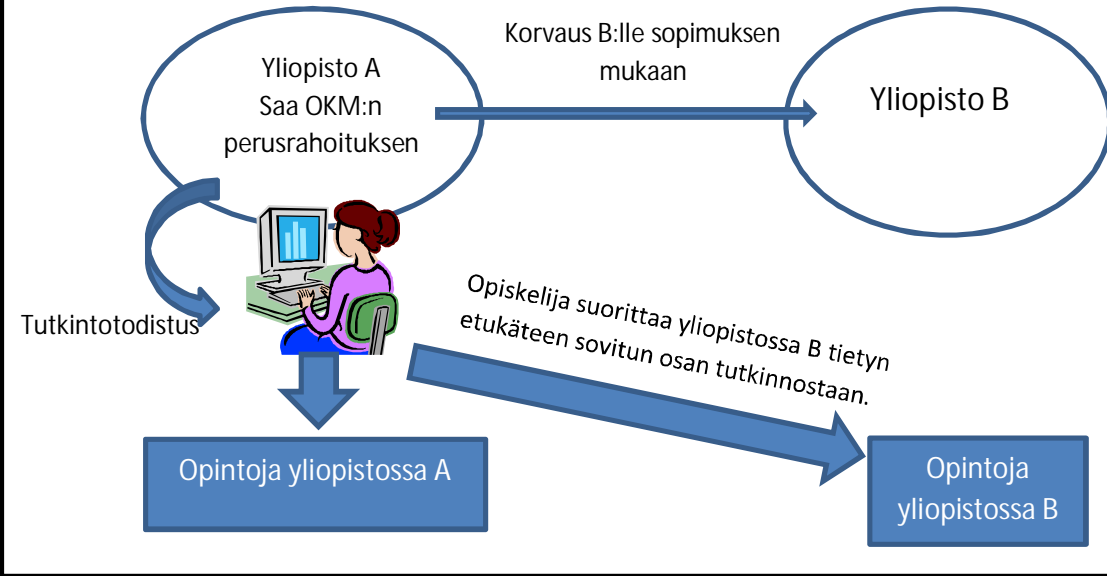 Korvaus B:lle sopimuksen
mukaan
Yliopisto A
Saa OKM:n
perusrahoituksen
Yliopisto B
Tutkintotodistus
Opiskelija suorittaa yliopistossa B tietyn
etukäteen sovitun osan tutkinnostaan.
Opintoja yliopistossa A
Opintoja
yliopistossa B